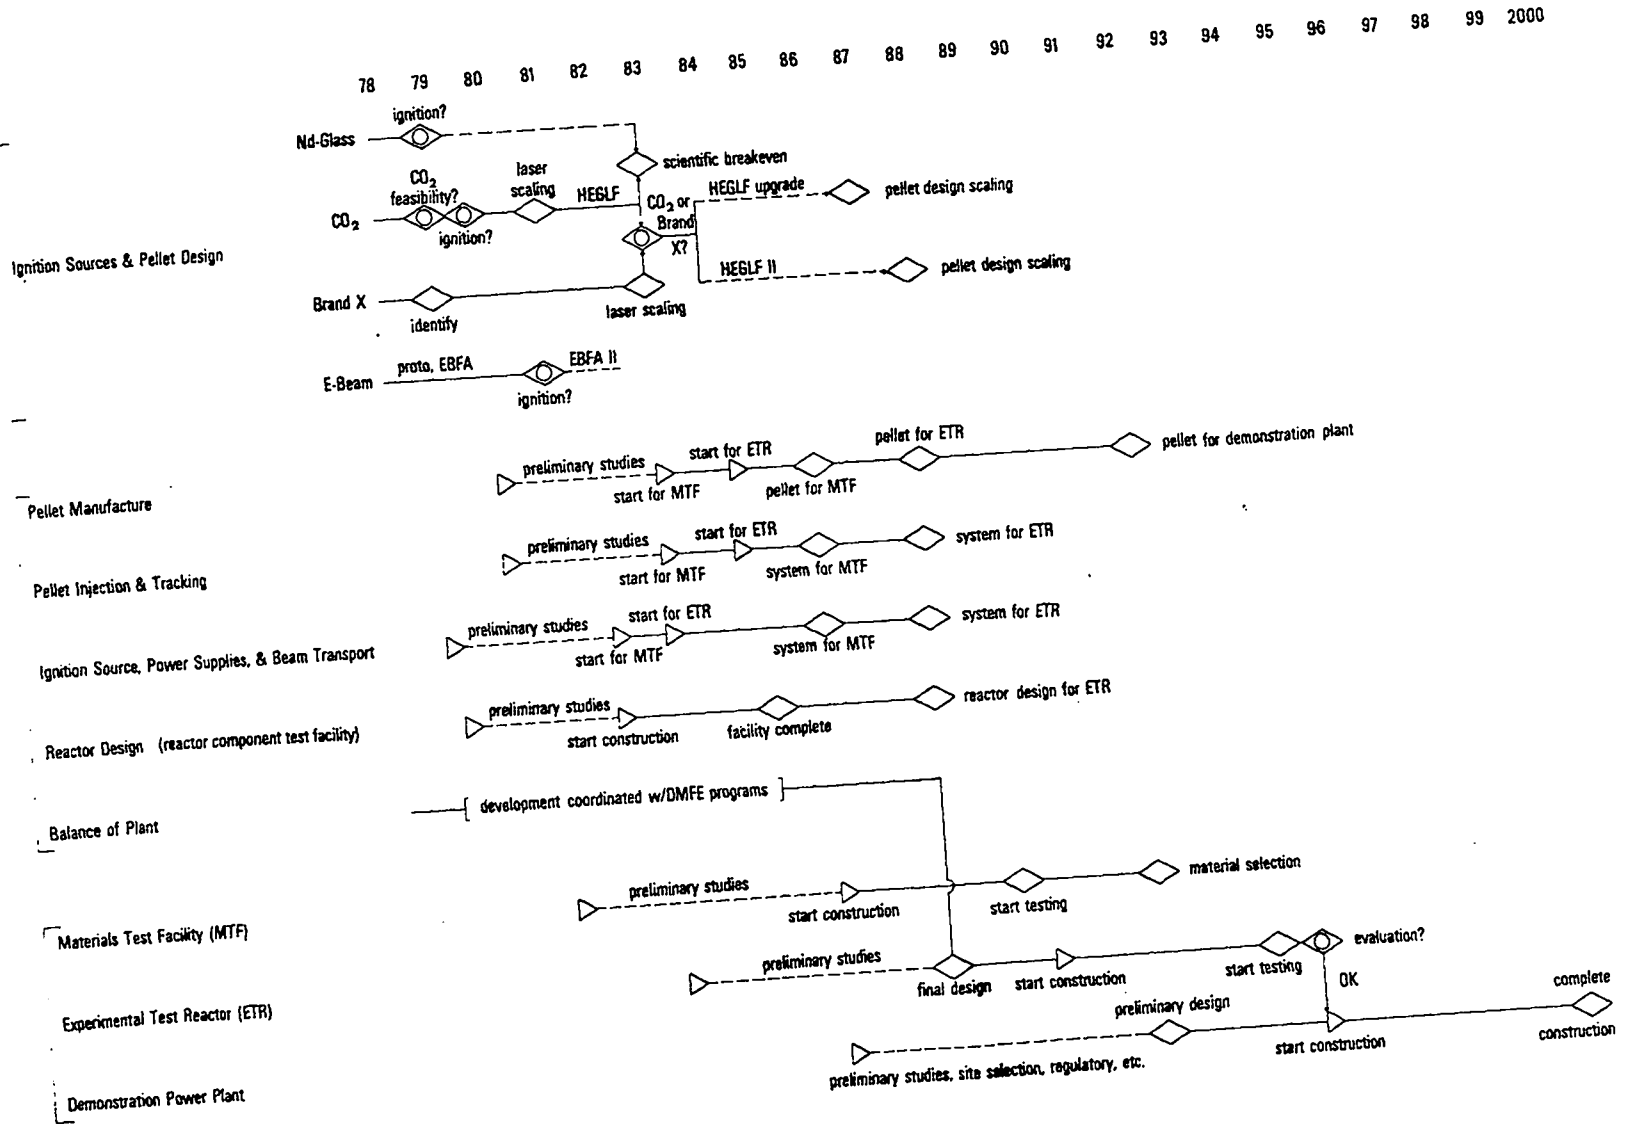 78 79 80 81 82 83 84 85 86 87 88 89 90 91 92 93 94 95 96 97 98 99 2000
ignition?
Nd-Glass
scientific breakeven
CO2
feasibility?
laser
scaling
HEGLF
CO2 or
Brand
X?
HEGLF upgrade
pellet design scaling
CO2
ignition?
Ignition Sources & Pellet Design
HEGLF II
pellet design scaling
Brand X
identify
laser scaling
E-Beam
proto, EBFA
EBFA II
ignition?
Pellet Manufacture
preliminary studies
start for MTF
start for ETR
pellet for MTF
pellet for ETR
pellet for demonstration plant
Pellet Injection & Tracking
preliminary studies
start for MTF
start for ETR
system for MTF
system for ETR
Ignition Source, Power Supplies, & Beam Transport
preliminary studies
start for MTF
start for ETR
system for MTF
system for ETR
Reactor Design (reactor component test facility)
preliminary studies
start construction
facility complete
reactor design for ETR
Balance of Plant
development coordinated w/DMFE programs
Materials Test Facility (MTF)
preliminary studies
start construction
start testing
material selection
Experimental Test Reactor (ETR)
preliminary studies
final design
start construction
start testing
evaluation?
OK
Demonstration Power Plant
preliminary studies, site selection, regulatory, etc.
preliminary design
start construction
complete
construction